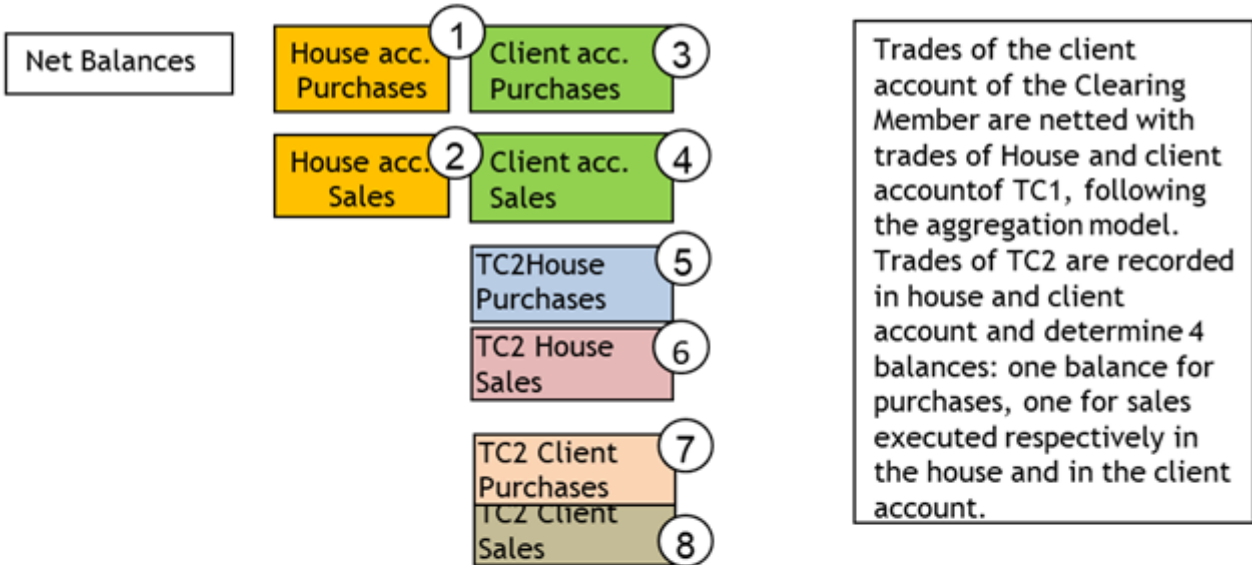 Net Balances
House acc.
Purchases
1
Client acc.
Purchases
3
House acc.
Sales
2
Client acc.
Sales
4
TC2House
Purchases
5
TC2 House
Sales
6
TC2 Client
Purchases
7
TC2 Client
Sales
8
Trades of the client
account of the Clearing
Member are netted with
trades of House and client
accountof TC1, following
the aggregation model.
Trades of TC2 are recorded
in house and client
account and determine 4
balances: one balance for
purchases, one for sales
executed respectively in
the house and in the client
account.